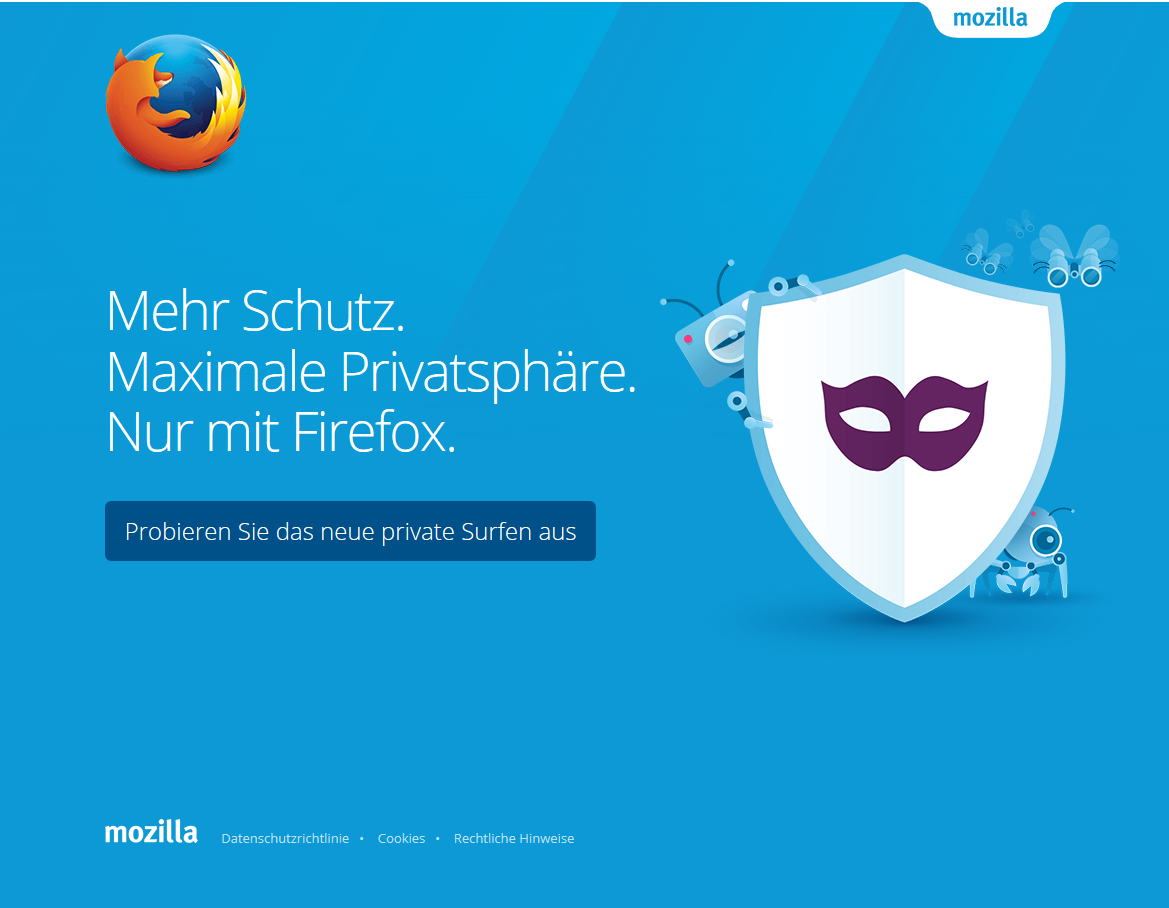 mozilla
Mehr Schutz.
Maximale Privatsphäre.
Nur mit Firefox.
Probieren Sie das neue private Surfen aus
mozilla Datenschutzrichtlinie • Cookies • Rechtliche Hinweise